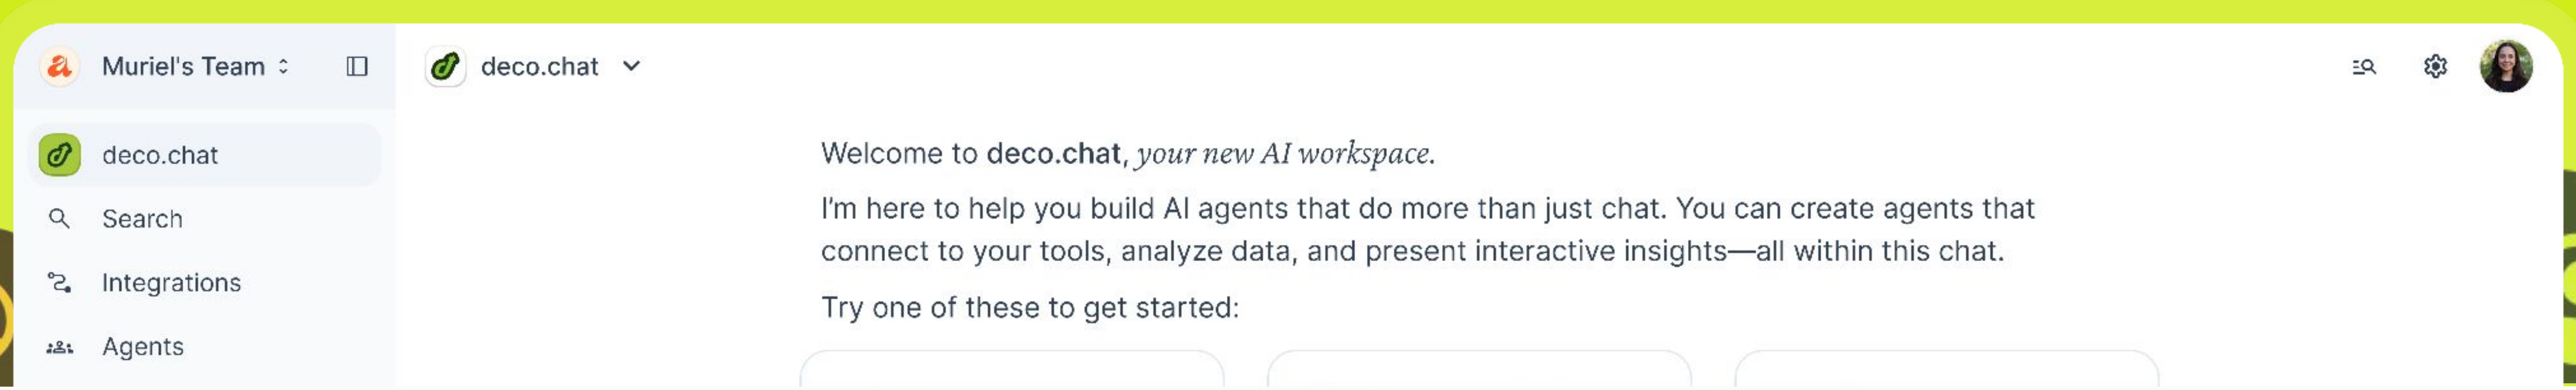 Muriel's Team
deco.chat
deco.chat
Search
Integrations
Agents
Welcome to deco.chat, your new AI workspace.
I'm here to help you build AI agents that do more than just chat. You can create agents that
connect to your tools, analyze data, and present interactive insights—all within this chat.
Try one of these to get started: